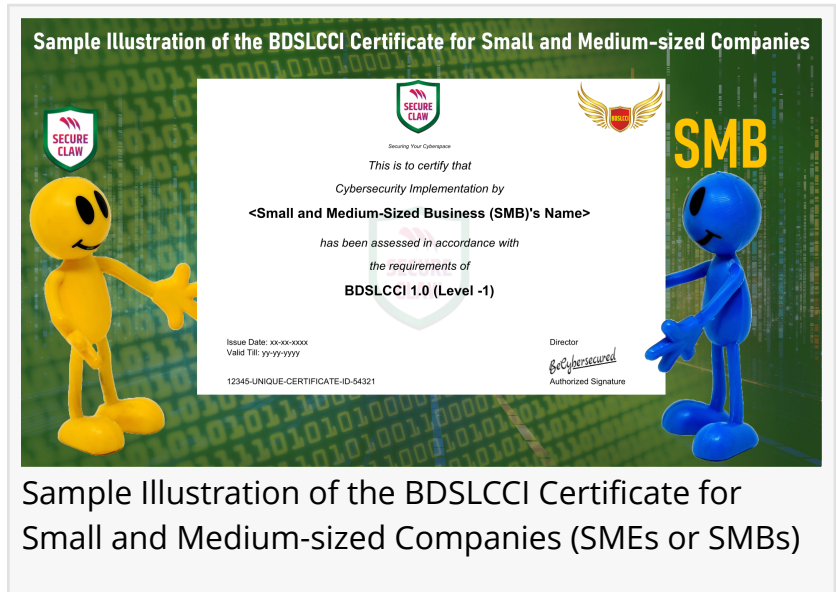 Sample Illustration of the BDSLCCI Certificate for Small and Medium-sized Companies
SECURE
CLAW
SECURE
CLAW
Securing Your Cyberspace
BDSLCCI
SMB
This is to certify that
Cybersecurity Implementation by
<Small and Medium-Sized Business (SMB)'s Name>
has been assessed in accordance with
the requirements of
BDSLCCI 1.0 (Level -1)
SECURE
CLAW
Issue Date: xx-xx-xxxx
Valid Till: yy-yy-yyyy
12345-UNIQUE-CERTIFICATE-ID-54321
Director
BeCybersecured
Authorized Signature
Sample Illustration of the BDSLCCI Certificate for
Small and Medium-sized Companies (SMEs or SMBs)